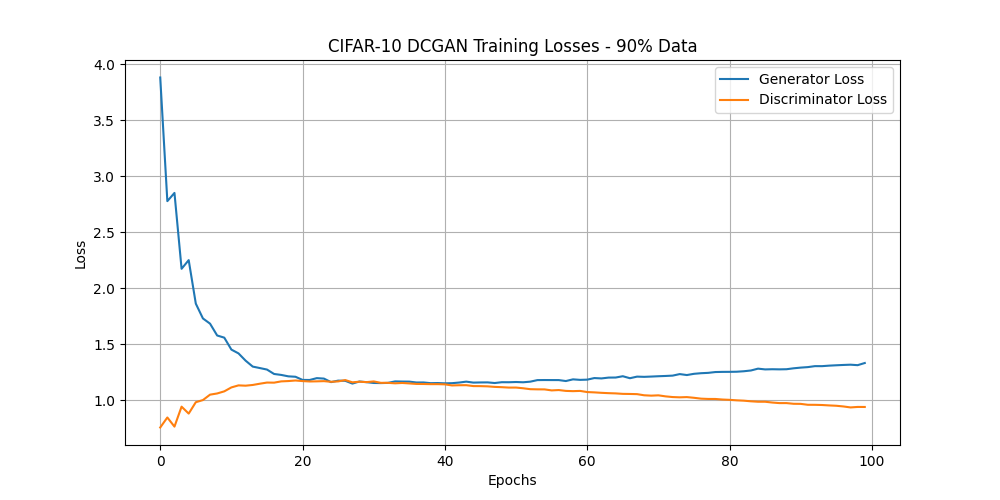 CIFAR-10 DCGAN Training Losses - 90% Data
Generator Loss
Discriminator Loss
4.0
3.5
3.0
2.5
2.0
1.5
1.0
Loss
0 20 40 60 80 100
Epochs